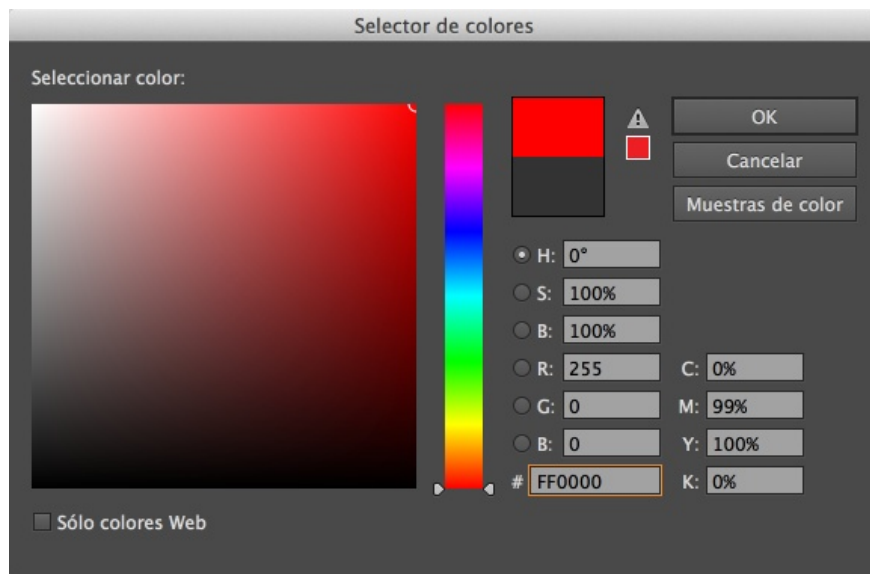 Selector de colores
Seleccionar color:
OK
Cancelar
Muestras de color
H: 0°
S: 100%
B: 100%
R: 255 C: 0%
G: 0 M: 99%
B: 0 Y: 100%
# FF0000 K: 0%
Sólo colores Web